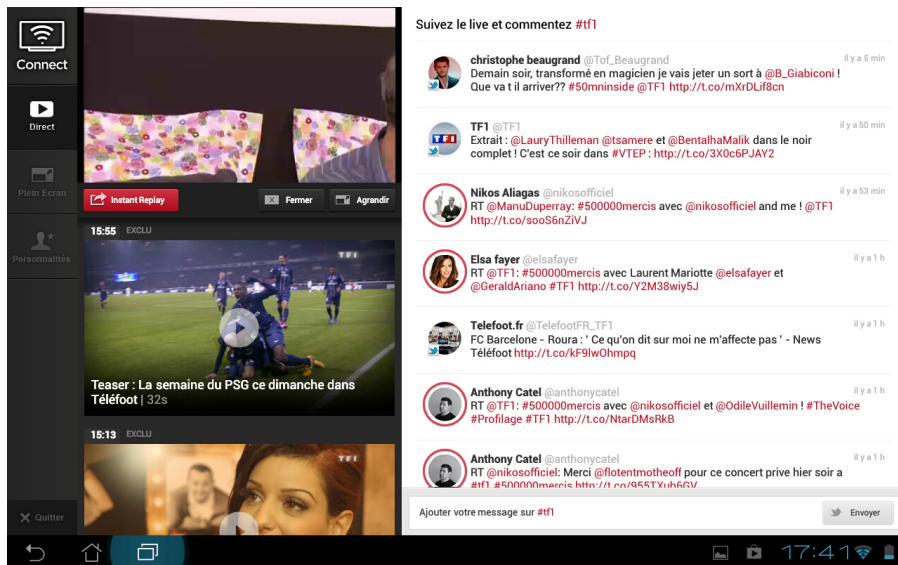 Connect
Direct
Plein Ecran
Personnalités
Quitter
Instant Replay
Fermer
Agrandir
15:55 EXCLU
TF1
Teaser : La semaine du PSG ce dimanche dans
Téléfoot | 32s
15:13 EXCLU
TF1
Suivez le live et commentez #tf1
christophe beaugrand @Tof_Beaugrand il y a 5 min
Demain soir, transformé en magicien je vais jeter un sort à @B_Giabiconi !
Que va t il arriver?? #50mninside @TF1 http://t.co/mXrDLif8cn
TF1
TF1 @TF1 il y a 50 min
Extrait : @LauryThilleman @tsamere et @BentalhaMalik dans le noir
complet ! C'est ce soir dans #VTEP : http://t.co/3X0c6PJAY2
Nikos Aliagas @nikosofficiel il y a 53 min
RT @ManuDuperray: #500000mercis avec @nikosofficiel and me ! @TF1
http://t.co/sooS6nZiVJ
Elsa fayer @elsafayer il y a 1 h
RT @TF1: #500000mercis avec Laurent Mariotte @elsafayer et
@GeraldAriano #TF1 http://t.co/Y2M38wiy5J
Telefoot.fr @TelefootFR_TF1 il y a 1 h
FC Barcelone - Roura : ' Ce qu'on dit sur moi ne m'affecte pas ' - News
Téléfoot http://t.co/kF9lwOhmpq
Anthony Catel @anthonycatel il y a 1 h
RT @TF1: #500000mercis avec @nikosofficiel et @OdileVuillemin ! #TheVoice
#Profilage #TF1 http://t.co/NtarDMsRkB
Anthony Catel @anthonycatel il y a 1 h
RT @nikosofficiel: Merci @flotentmotheoff pour ce concert prive hier soir a
#tf1 #500000mercis http://t.co/955TXub6GV
Ajouter votre message sur #tf1
Envoyer
17:41